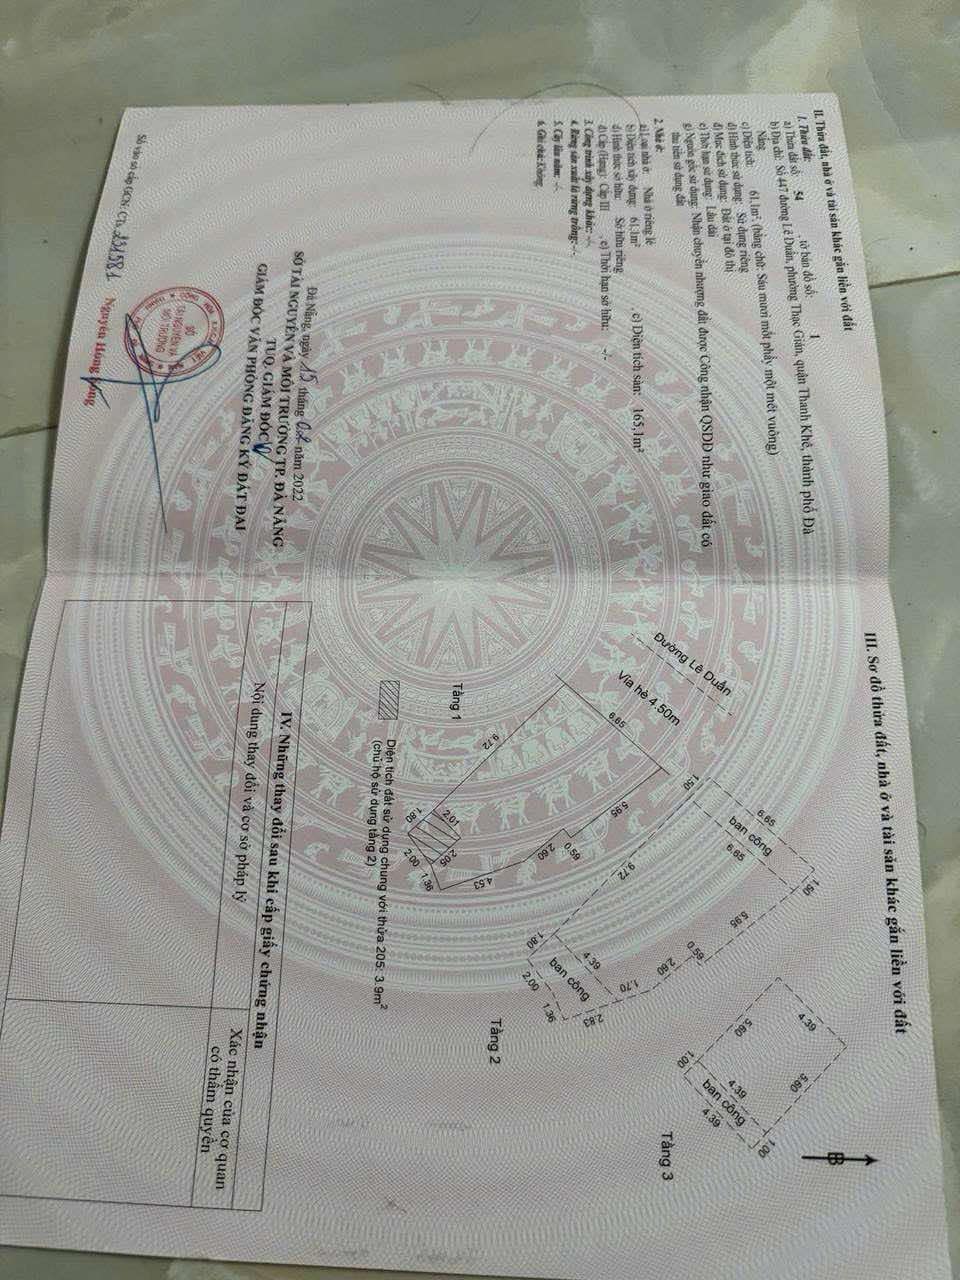 II. Thửa đất, nhà ở và tài sản khác gắn liền với đất
1. Thửa đất:
a) Thửa đất số: 54 , tờ bản đồ số: 1
b) Địa chỉ: Số 447 đường Lê Duẩn, phường Thạc Gián, quận Thanh Khê, thành phố Đà
Nẵng
c) Diện tích: 61.1m², (bằng chữ: Sáu mươi mốt phẩy một mét vuông)
d) Hình thức sử dụng: Sử dụng riêng
đ) Mục đích sử dụng: Đất ở tại đô thị
e) Thời hạn sử dụng: Lâu dài
g) Nguồn gốc sử dụng: Nhận chuyển nhượng đất được Công nhận QSDĐ như giao đất có
thu tiền sử dụng đất
2. Nhà ở:
a) Loại nhà ở: Nhà ở riêng lẻ
b) Diện tích xây dựng: 61,1m² , c) Diện tích sàn: 165,1m²
d) Hình thức sở hữu: Sở hữu riêng
đ) Cấp (Hạng): Cấp III , e) Thời hạn sở hữu: -/-
3. Công trình xây dựng khác: -/-
4. Rừng sản xuất là rừng trồng: -/-.
5. Cây lâu năm: -/-
6. Ghi chú: Không.
Đà Nẵng, ngày 15 tháng 02 năm 2022
SỞ TÀI NGUYÊN VÀ MÔI TRƯỜNG TP. ĐÀ NẴNG
TUQ. GIÁM ĐỐC
GIÁM ĐỐC VĂN PHÒNG ĐĂNG KÝ ĐẤT ĐAI
SỞ
TÀI NGUYÊN VÀ
MÔI TRƯỜNG
Nguyễn Hồng
Số vào sổ cấp GCN: CTs 251581
III. Sơ đồ thửa đất, nhà ở và tài sản khác gắn liền với đất
B
Đường Lê Duẩn
Vỉa hè 4.50m
6.65
9.72
5.95
0.59
2.60
4.53
1.36
2.00
1.80
2.01
2.05
Tầng 1
Diện tích đất sử dụng chung với thửa 205: 3.9m²
(chủ hộ sử dụng tầng 2)
1.50
6.65
ban công
6.65
1.50
9.72
5.95
0.59
2.60
1.70
4.39
ban công
1.80
2.00
1.36
2.83
Tầng 2
4.39
5.60
5.60
1.00
4.39
ban công
4.39
1.00
Tầng 3
IV. Những thay đổi sau khi cấp giấy chứng nhận
Nội dung thay đổi và cơ sở pháp lý
Xác nhận của cơ quan
có thẩm quyền